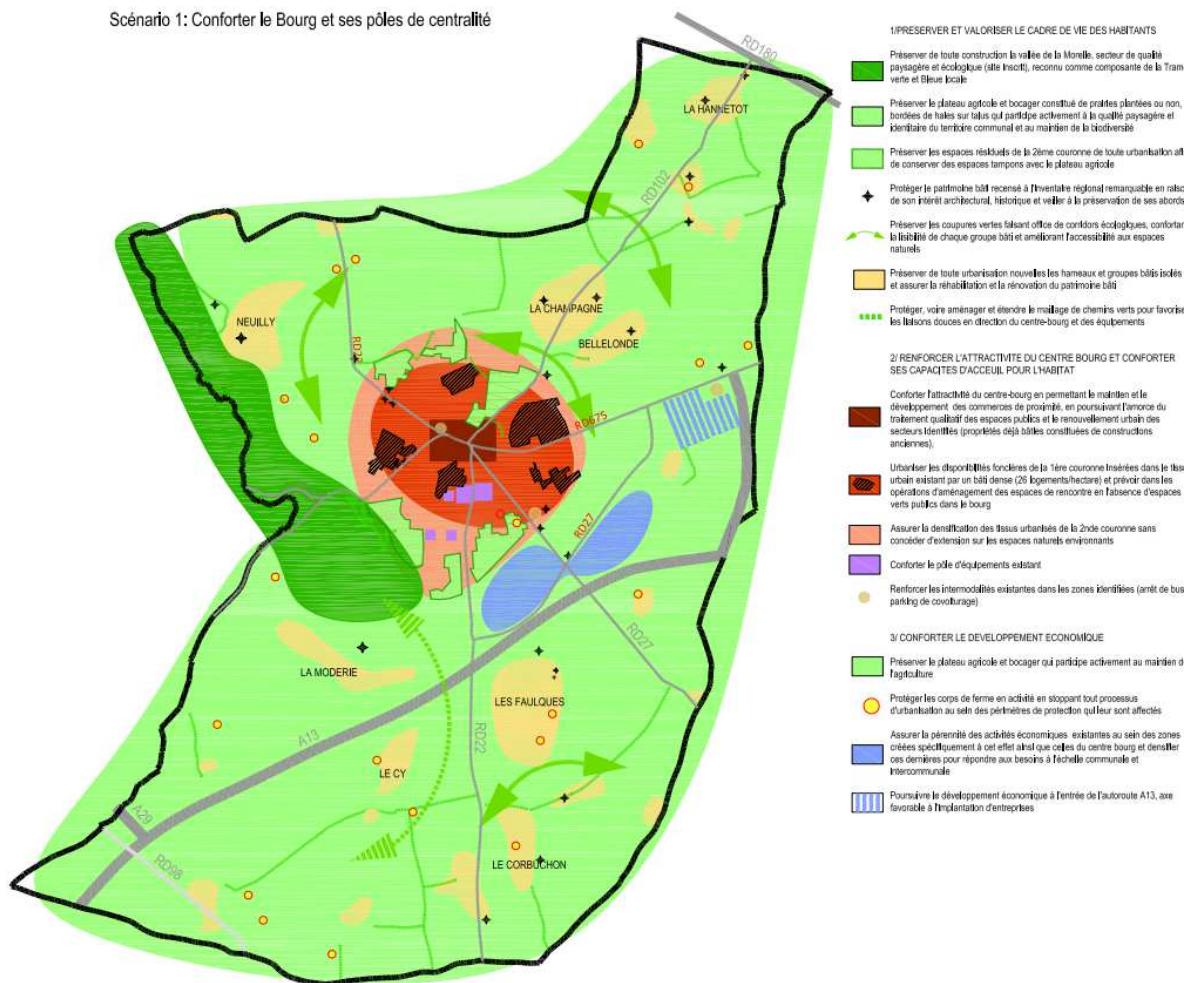 Scénario 1: Conforter le Bourg et ses pôles de centralité
RD180
LA HANNETOT
RD102
NEUILLY
LA CHAMPAGNE
BELLELONDE
RD2
RD675
RD27
LA MODERIE
RD27
LES FAULQUES
A13
RD22
LE CY
A29
RD98
LE CORBUCHON
1/PRESERVER ET VALORISER LE CADRE DE VIE DES HABITANTS
Préserver de toute construction la vallée de la Morelle, secteur de qualité
paysagère et écologique (site inscrit), reconnu comme composante de la Tram
verte et Bleue locale
Préserver le plateau agricole et bocager constitué de prairies plantées ou non,
bordées de haies sur talus qui participe activement à la qualité paysagère et
identitaire du territoire communal et au maintien de la biodiversité
Préserver les espaces résiduels de la 2ème couronne de toute urbanisation afi
de conserver des espaces tampons avec le plateau agricole
Protéger le patrimoine bâti recensé à l'inventaire régional remarquable en raiso
de son intérêt architectural, historique et veiller à la préservation de ses abords
Préserver les coupures vertes faisant office de corridors écologiques, confortan
la lisibilité de chaque groupe bâti et améliorant l'accessibilité aux espaces
naturels
Préserver de toute urbanisation nouvelles les hameaux et groupes bâtis isolés
et assurer la réhabilitation et la rénovation du patrimoine bâti
Protéger, voire aménager et étendre le maillage de chemins verts pour favorise
les liaisons douces en direction du centre-bourg et des équipements
2/ RENFORCER L'ATTRACTIVITE DU CENTRE BOURG ET CONFORTER
SES CAPACITES D'ACCEUIL POUR L'HABITAT
Conforter l'attractivité du centre-bourg en permettant le maintien et le
développement des commerces de proximité, en poursuivant l'amorce du
traitement qualitatif des espaces publics et le renouvellement urbain des
secteurs identifiés (propriétés déjà bâties constituées de constructions
anciennes),
Urbaniser les disponibilités foncières de la 1ère couronne insérées dans le tissu
urbain existant par un bâti dense (26 logements/hectare) et prévoir dans les
opérations d'aménagement des espaces de rencontre en l'absence d'espaces
verts publics dans le bourg
Assurer la densification des tissus urbanisés de la 2nde couronne sans
concéder d'extension sur les espaces naturels environnants
Conforter le pôle d'équipements existant
Renforcer les intermodalités existantes dans les zones identifiées (arrêt de bus
parking de covoiturage)
3/ CONFORTER LE DEVELOPPEMENT ECONOMIQUE
Préserver le plateau agricole et bocager qui participe activement au maintien d
l'agriculture
Protéger les corps de ferme en activité en stoppant tout processus
d'urbanisation au sein des périmètres de protection qui leur sont affectés
Assurer la pérennité des activités économiques existantes au sein des zones
créées spécifiquement à cet effet ainsi que celles du centre bourg et densifier
ces dernières pour répondre aux besoins à l'échelle communale et
intercommunale
Poursuivre le développement économique à l'entrée de l'autoroute A13, axe
favorable à l'implantation d'entreprises